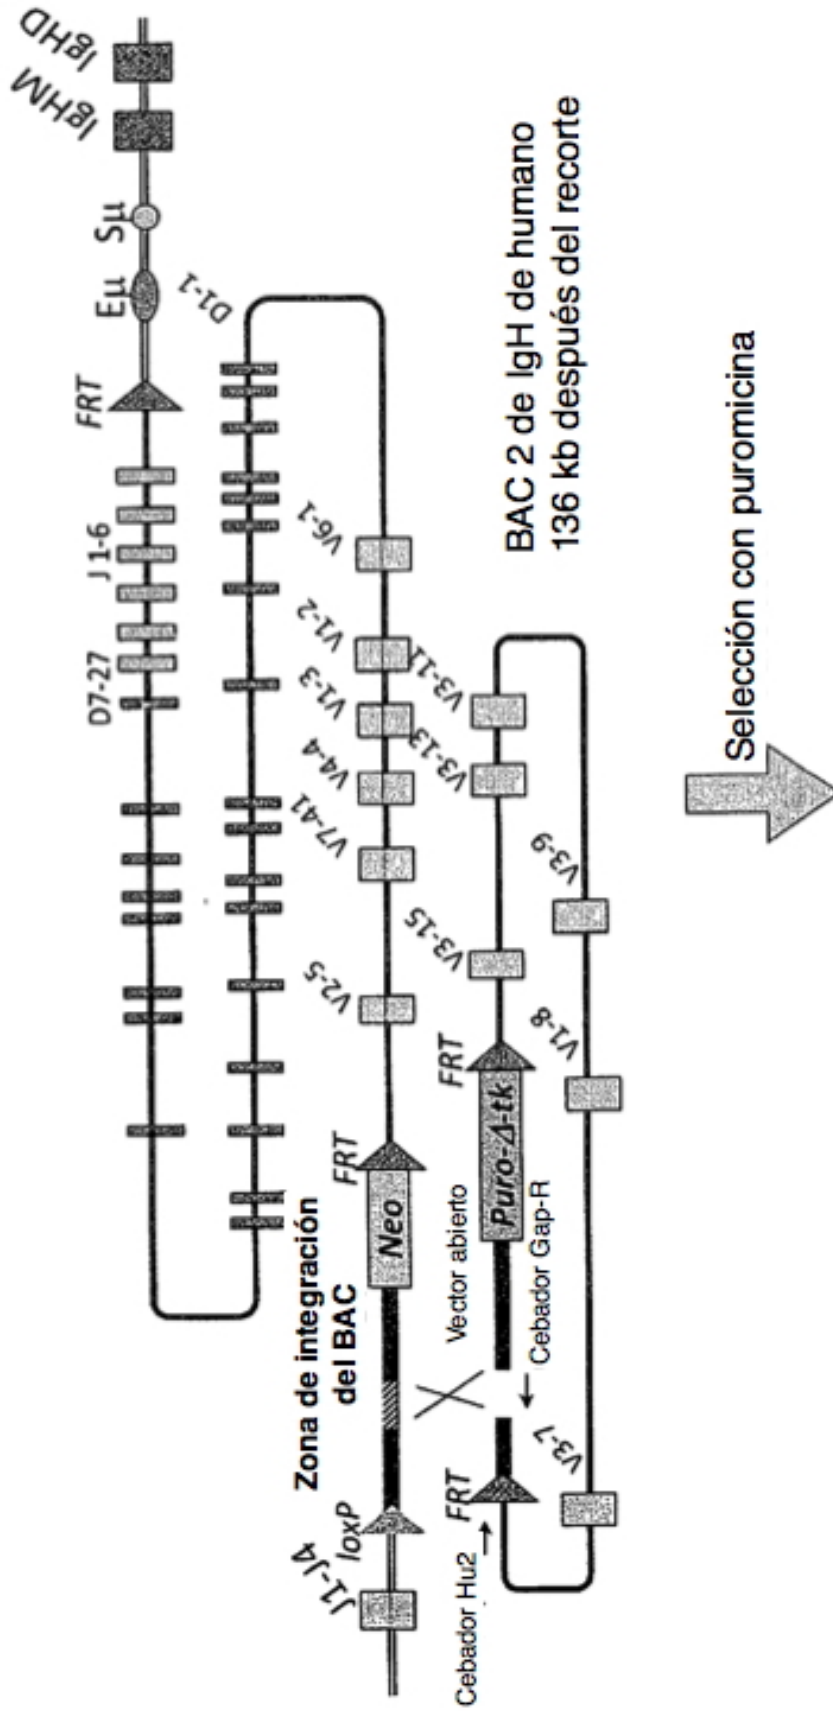 IgHD
IgHM
Sμ
Eμ
FRT
J 1-6
D7-27
D1-1
V6-1
V1-2
V1-3
V4-4
V7-41
V2-5
FRT
Neo
Zona de integración
del BAC
loxP
J1-J4
V3-11
V3-13
V3-15
FRT
Puro-Δ-tk
Vector abierto
Cebador Gap-R
FRT
Cebador Hu2
V3-9
V1-8
V3-7
BAC 2 de IgH de humano
136 kb después del recorte
Selección con puromicina